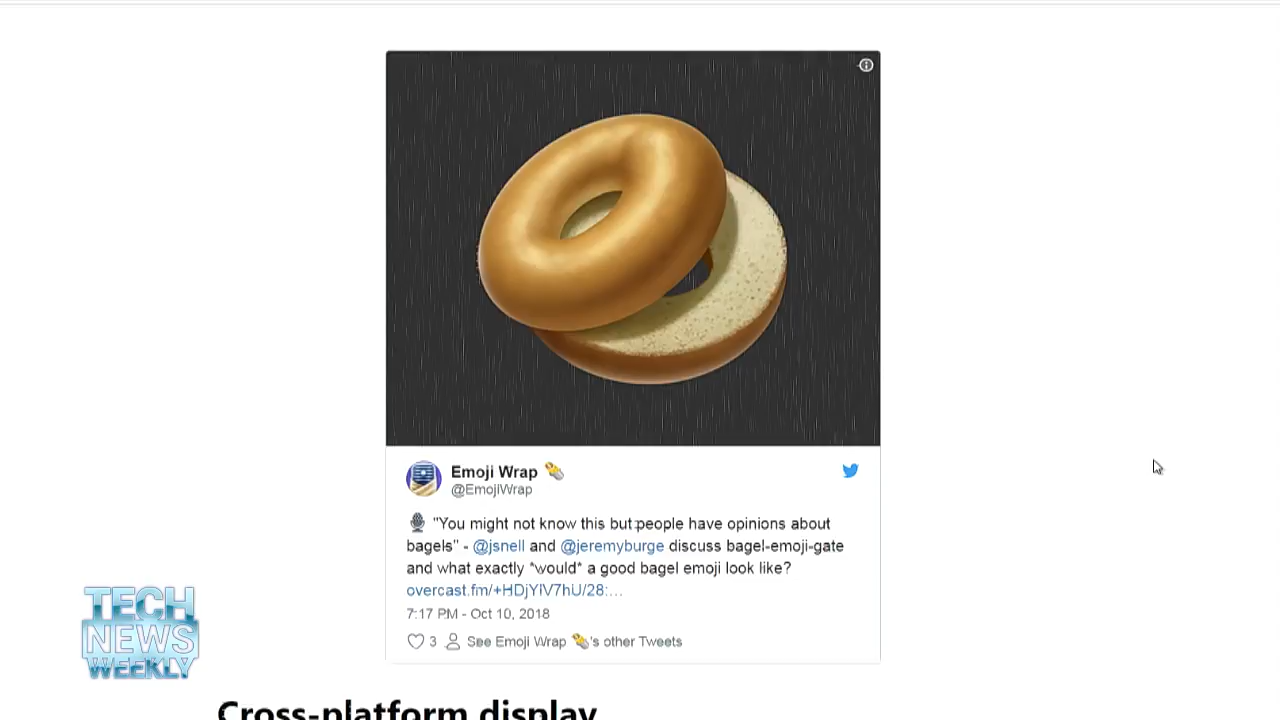 Emoji Wrap
@EmojiWrap
"You might not know this but people have opinions about
bagels" - @jsnell and @jeremyburge discuss bagel-emoji-gate
and what exactly *would* a good bagel emoji look like?
overcast.fm/+HDjYIV7hU/28:...
7:17 PM - Oct 10, 2018
3 See Emoji Wrap 's other Tweets
TECH
NEWS
WEEKLY
Cross-platform display